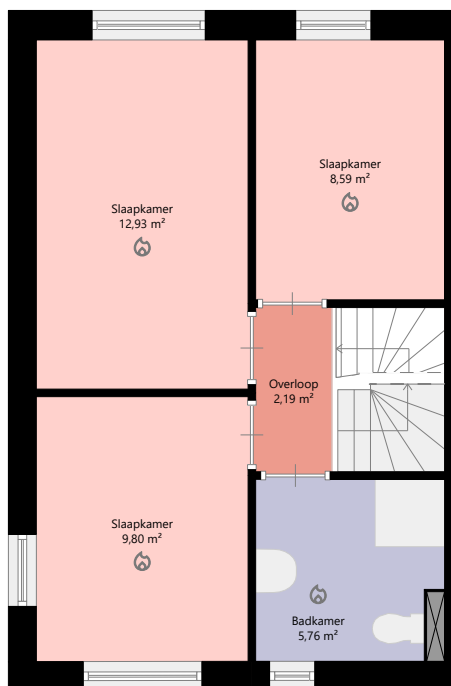 Slaapkamer
8,59 m²
Slaapkamer
12,93 m²
Overloop
2,19 m²
Slaapkamer
9,80 m²
Badkamer
5,76 m²